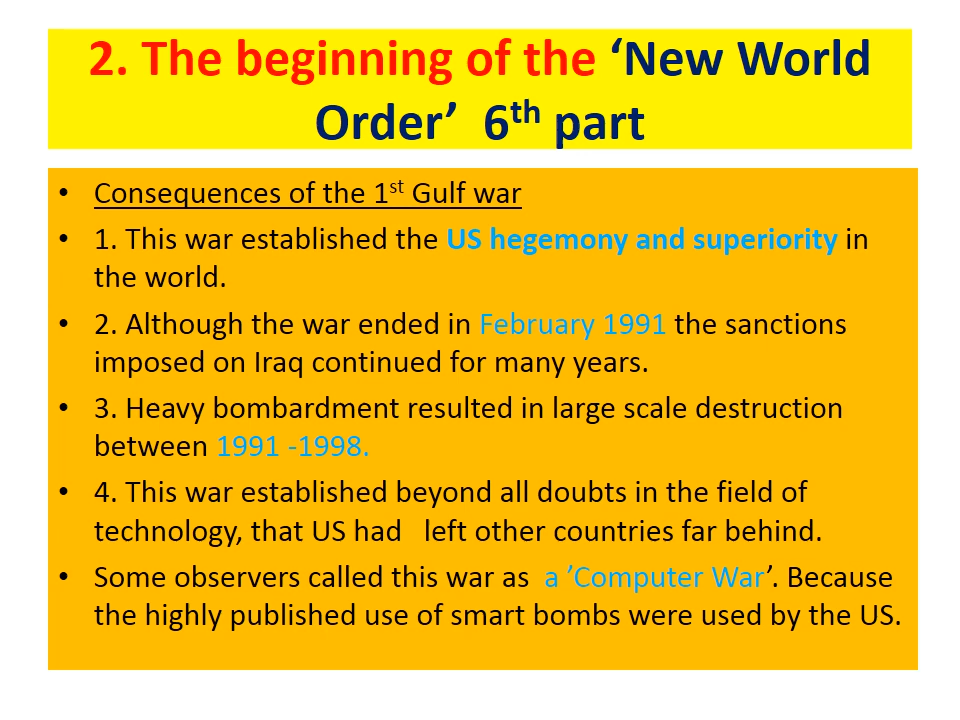 2. The beginning of the ‘New World
Order’ 6th part
• Consequences of the 1st Gulf war
• 1. This war established the US hegemony and superiority in
the world.
• 2. Although the war ended in February 1991 the sanctions
imposed on Iraq continued for many years.
• 3. Heavy bombardment resulted in large scale destruction
between 1991 -1998.
• 4. This war established beyond all doubts in the field of
technology, that US had left other countries far behind.
• Some observers called this war as a ’Computer War’. Because
the highly published use of smart bombs were used by the US.